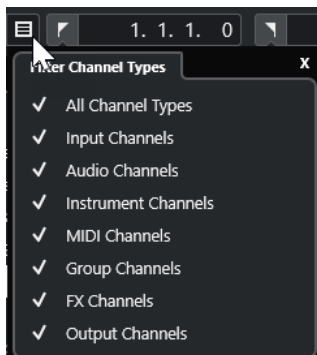 1. 1. 1. 0
Filter Channel Types
X
All Channel Types
Input Channels
Audio Channels
Instrument Channels
MIDI Channels
Group Channels
FX Channels
Output Channels